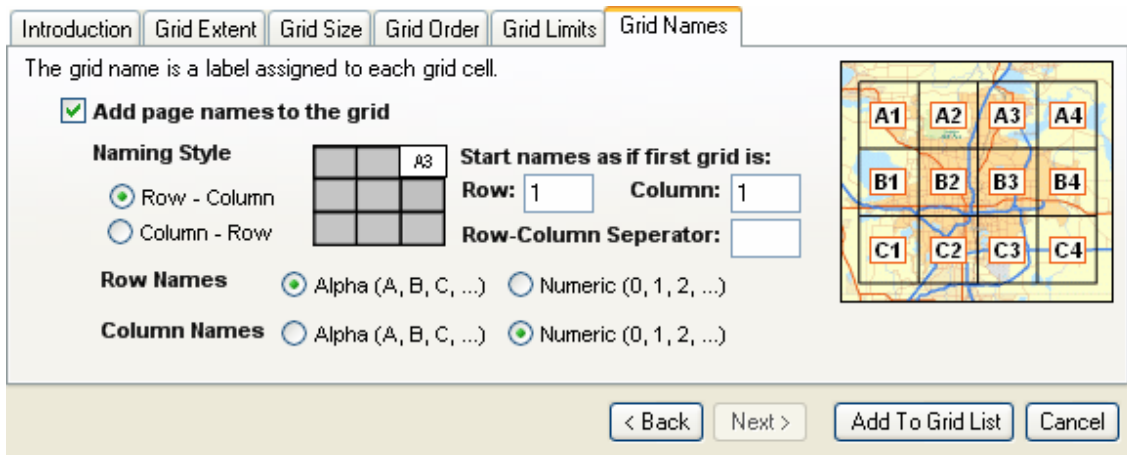 Introduction Grid Extent Grid Size Grid Order Grid Limits Grid Names
The grid name is a label assigned to each grid cell.
Add page names to the grid
Naming Style
Row - Column
Column - Row
A3
Start names as if first grid is:
Row: 1 Column: 1
Row-Column Seperator:
Row Names Alpha (A, B, C, ...) Numeric (0, 1, 2, ...)
Column Names Alpha (A, B, C, ...) Numeric (0, 1, 2, ...)
A1 A2 A3 A4
B1 B2 B3 B4
C1 C2 C3 C4
< Back Next > Add To Grid List Cancel